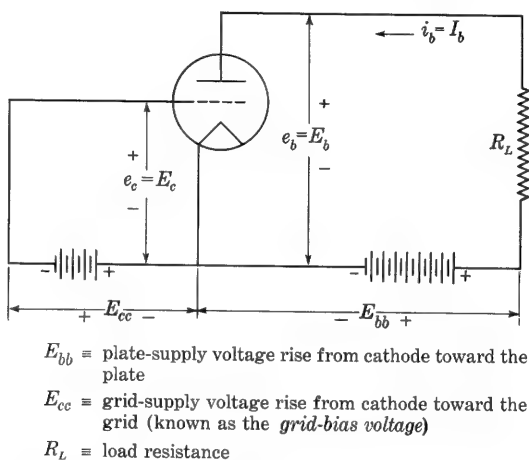 i_b = I_b
+
+
e_b = E_b
R_L
+
e_c = E_c
-
-
- +
- +
+ E_cc -
- E_bb +
E_bb ≡ plate-supply voltage rise from cathode toward the
plate
E_cc ≡ grid-supply voltage rise from cathode toward the
grid (known as the grid-bias voltage)
R_L ≡ load resistance